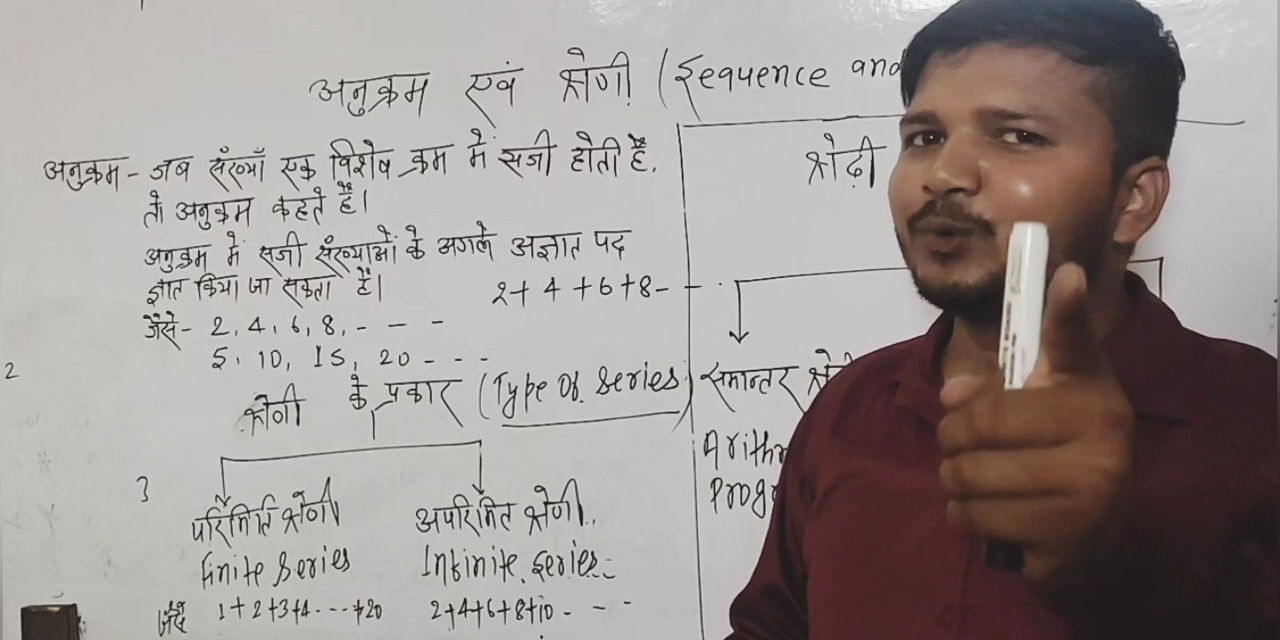 अनुक्रम एवं श्रेणी (Sequence and
अनुक्रम - जब संख्याँ एक विशेष क्रम में सजी होती है,
तो अनुक्रम कहते है।
अनुक्रम में सजी संख्याओं के अगले अज्ञात पद
ज्ञात किया जा सकता है।
2+4+6+8- - .
जैसे- 2, 4, 6, 8, - - -
5, 10, 15, 20 - - -
2
श्रेणी के प्रकार (Type of Series)
3
परिमित श्रेणी
Finite Series
जैसे 1+2+3+4 - - - - +20
अपरिमित श्रेणी
Infinite Series
2+4+6+8+10 - - -
श्रेढ़ी
समान्तर